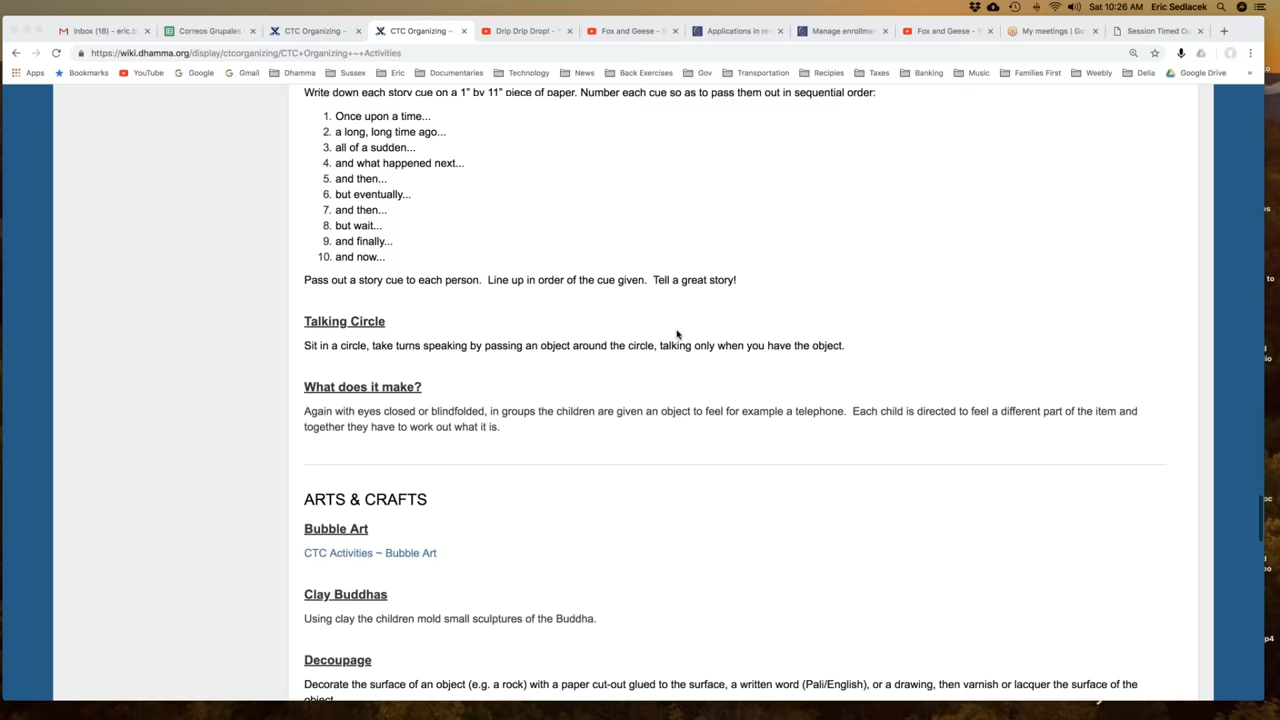 Sat 10:26 AM Eric Sedlacek
Inbox (18) - eric.b
Correos Grupales
CTC Organizing -
CTC Organizing -
Drip Drip Drop! - Y
Fox and Geese - M
Applications in re
Manage enrollme
Fox and Geese -
My meetings | Go
Session Timed O
https://wiki.dhamma.org/display/ctcorganizing/CTC+Organizing+~+Activities
Apps Bookmarks YouTube Google Gmail Dhamma Sussex Eric Documentaries Technology News Back Exercises Gov Transportation Recipies Taxes Banking Music Families First Weebly Delia Google Drive »
Write down each story cue on a 1" by 11" piece of paper. Number each cue so as to pass them out in sequential order:
1. Once upon a time...
2. a long, long time ago...
3. all of a sudden...
4. and what happened next...
5. and then...
6. but eventually...
7. and then...
8. but wait...
9. and finally...
10. and now...
Pass out a story cue to each person. Line up in order of the cue given. Tell a great story!
Talking Circle
Sit in a circle, take turns speaking by passing an object around the circle, talking only when you have the object.
What does it make?
Again with eyes closed or blindfolded, in groups the children are given an object to feel for example a telephone. Each child is directed to feel a different part of the item and
together they have to work out what it is.
ARTS & CRAFTS
Bubble Art
CTC Activities ~ Bubble Art
Clay Buddhas
Using clay the children mold small sculptures of the Buddha.
Decoupage
Decorate the surface of an object (e.g. a rock) with a paper cut-out glued to the surface, a written word (Pali/English), or a drawing, then varnish or lacquer the surface of the
object.